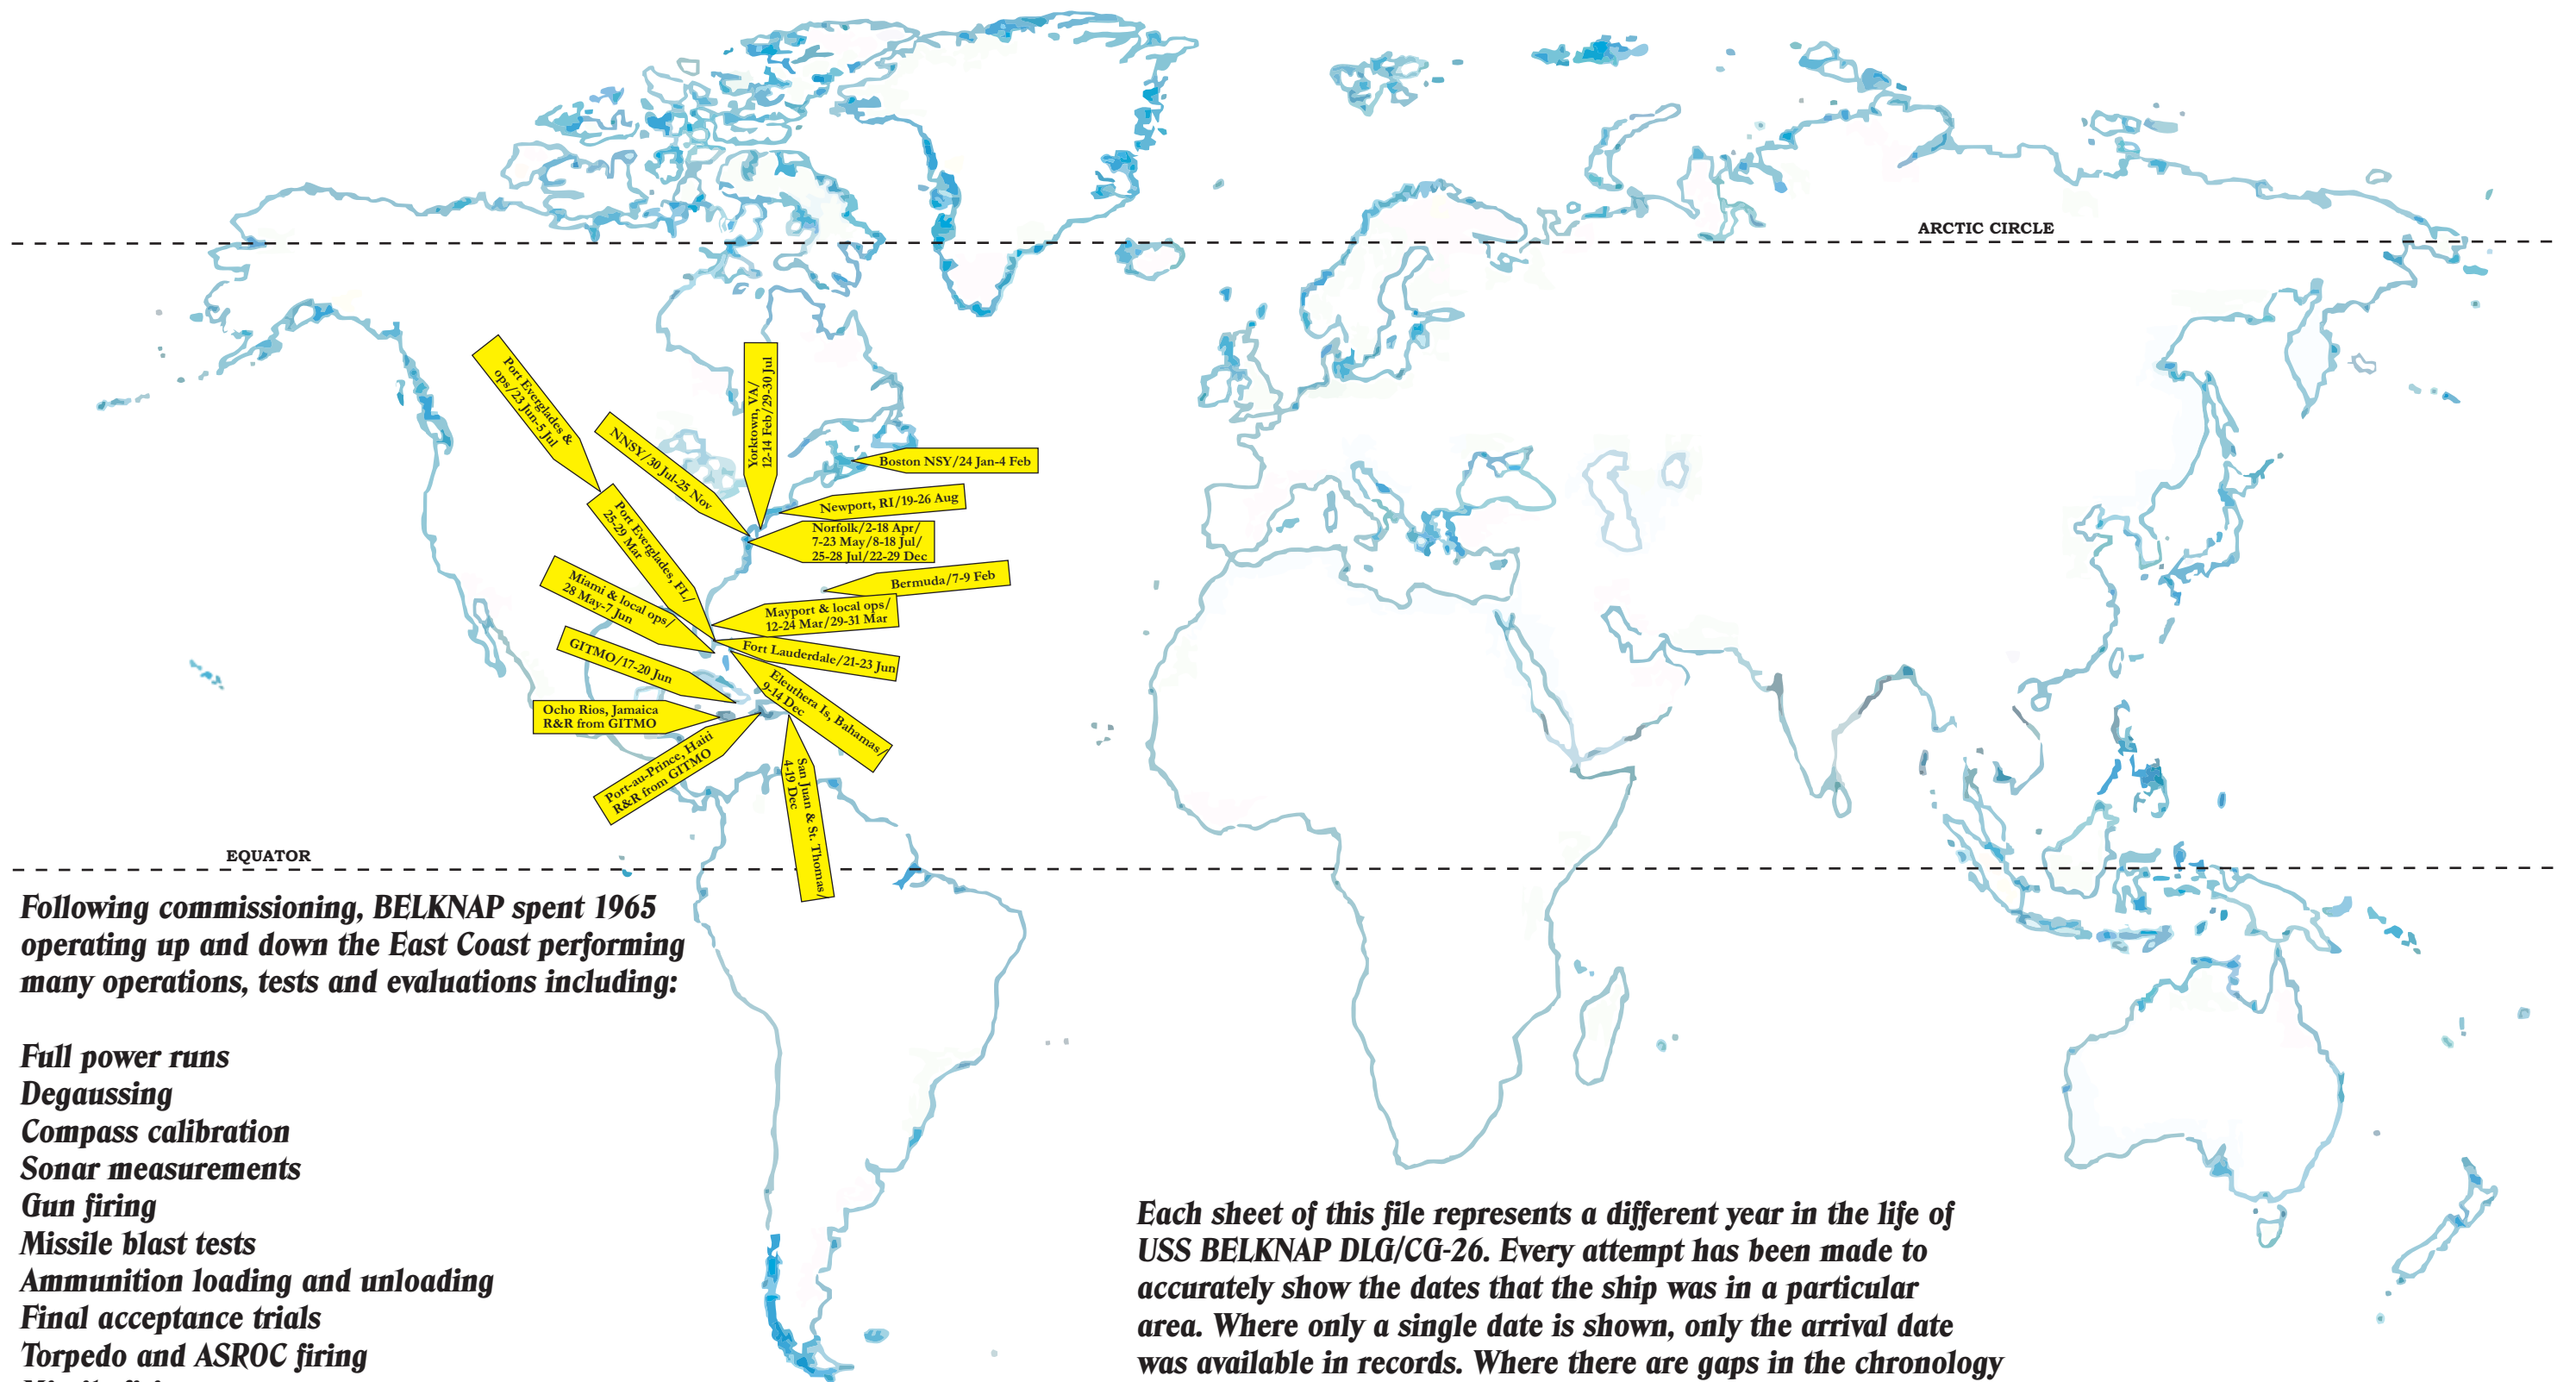 ARCTIC CIRCLE
Port Everglades &
ops/23 Jun-5 Jul
Yorktown, VA/
12-14 Feb/29-30 Jul
NNSY/30 Jul-25 Nov
Boston NSY/24 Jan-4 Feb
Newport, RI/19-26 Aug
Port Everglades, FL/
25-29 Mar
Norfolk/2-18 Apr/
7-23 May/8-18 Jul/
25-28 Jul/22-29 Dec
Bermuda/7-9 Feb
Miami & local ops/
28 May-7 Jun
Mayport & local ops/
12-24 Mar/29-31 Mar
Fort Lauderdale/21-23 Jun
GITMO/17-20 Jun
Eleuthera Is, Bahamas/
9-14 Dec
Ocho Rios, Jamaica
R&R from GITMO
Port-au-Prince, Haiti
R&R from GITMO
San Juan & St. Thomas/
4-19 Dec
EQUATOR
Following commissioning, BELKNAP spent 1965
operating up and down the East Coast performing
many operations, tests and evaluations including:
Full power runs
Degaussing
Compass calibration
Sonar measurements
Gun firing
Missile blast tests
Ammunition loading and unloading
Final acceptance trials
Torpedo and ASROC firing
Each sheet of this file represents a different year in the life of
USS BELKNAP DLG/CG-26. Every attempt has been made to
accurately show the dates that the ship was in a particular
area. Where only a single date is shown, only the arrival date
was available in records. Where there are gaps in the chronology